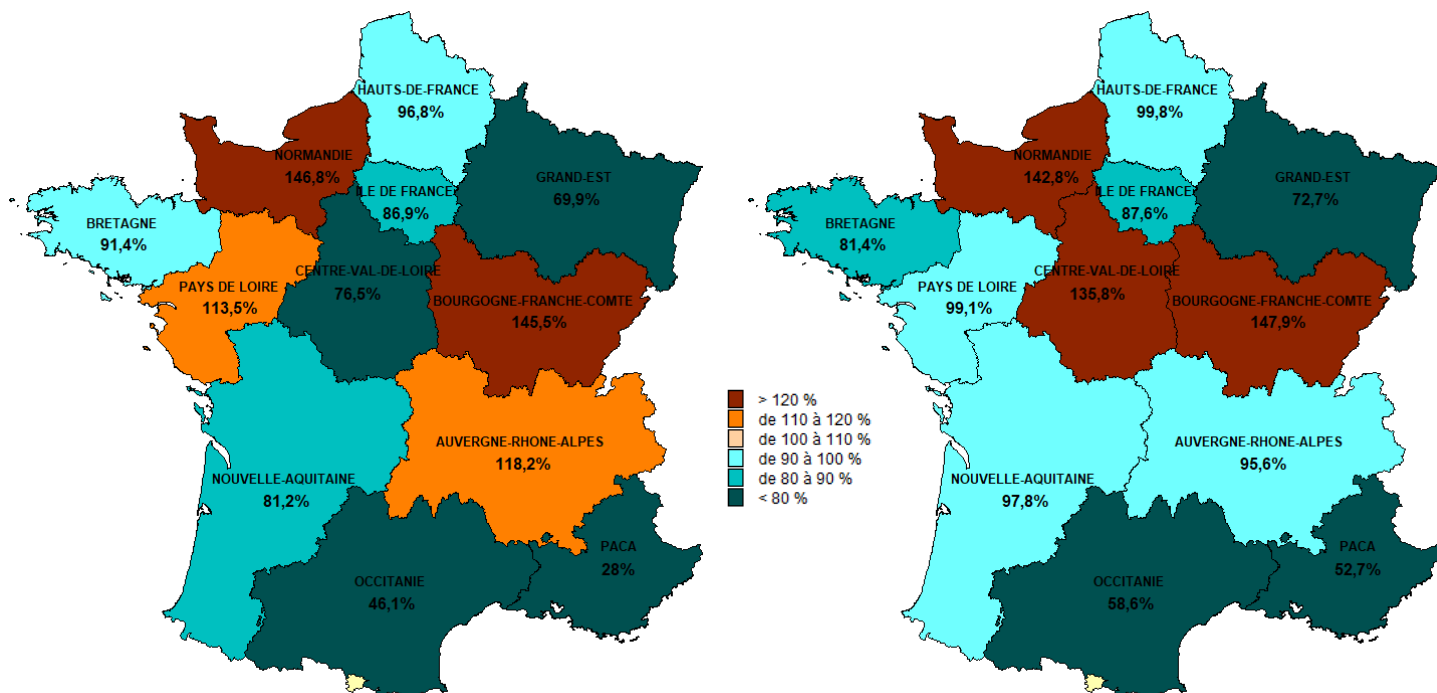 HAUTS-DE-FRANCE
96,8%
NORMANDIE
146,8%
ILE DE FRANCE
86,9%
GRAND-EST
69,9%
BRETAGNE
91,4%
PAYS DE LOIRE
113,5%
CENTRE-VAL-DE-LOIRE
76,5%
BOURGOGNE-FRANCHE-COMTE
145,5%
AUVERGNE-RHONE-ALPES
118,2%
NOUVELLE-AQUITAINE
81,2%
OCCITANIE
46,1%
PACA
28%
> 120 %
de 110 à 120 %
de 100 à 110 %
de 90 à 100 %
de 80 à 90 %
< 80 %
HAUTS-DE-FRANCE
99,8%
NORMANDIE
142,8%
ILE DE FRANCE
87,6%
GRAND-EST
72,7%
BRETAGNE
81,4%
PAYS DE LOIRE
99,1%
CENTRE-VAL-DE-LOIRE
135,8%
BOURGOGNE-FRANCHE-COMTE
147,9%
AUVERGNE-RHONE-ALPES
95,6%
NOUVELLE-AQUITAINE
97,8%
OCCITANIE
58,6%
PACA
52,7%